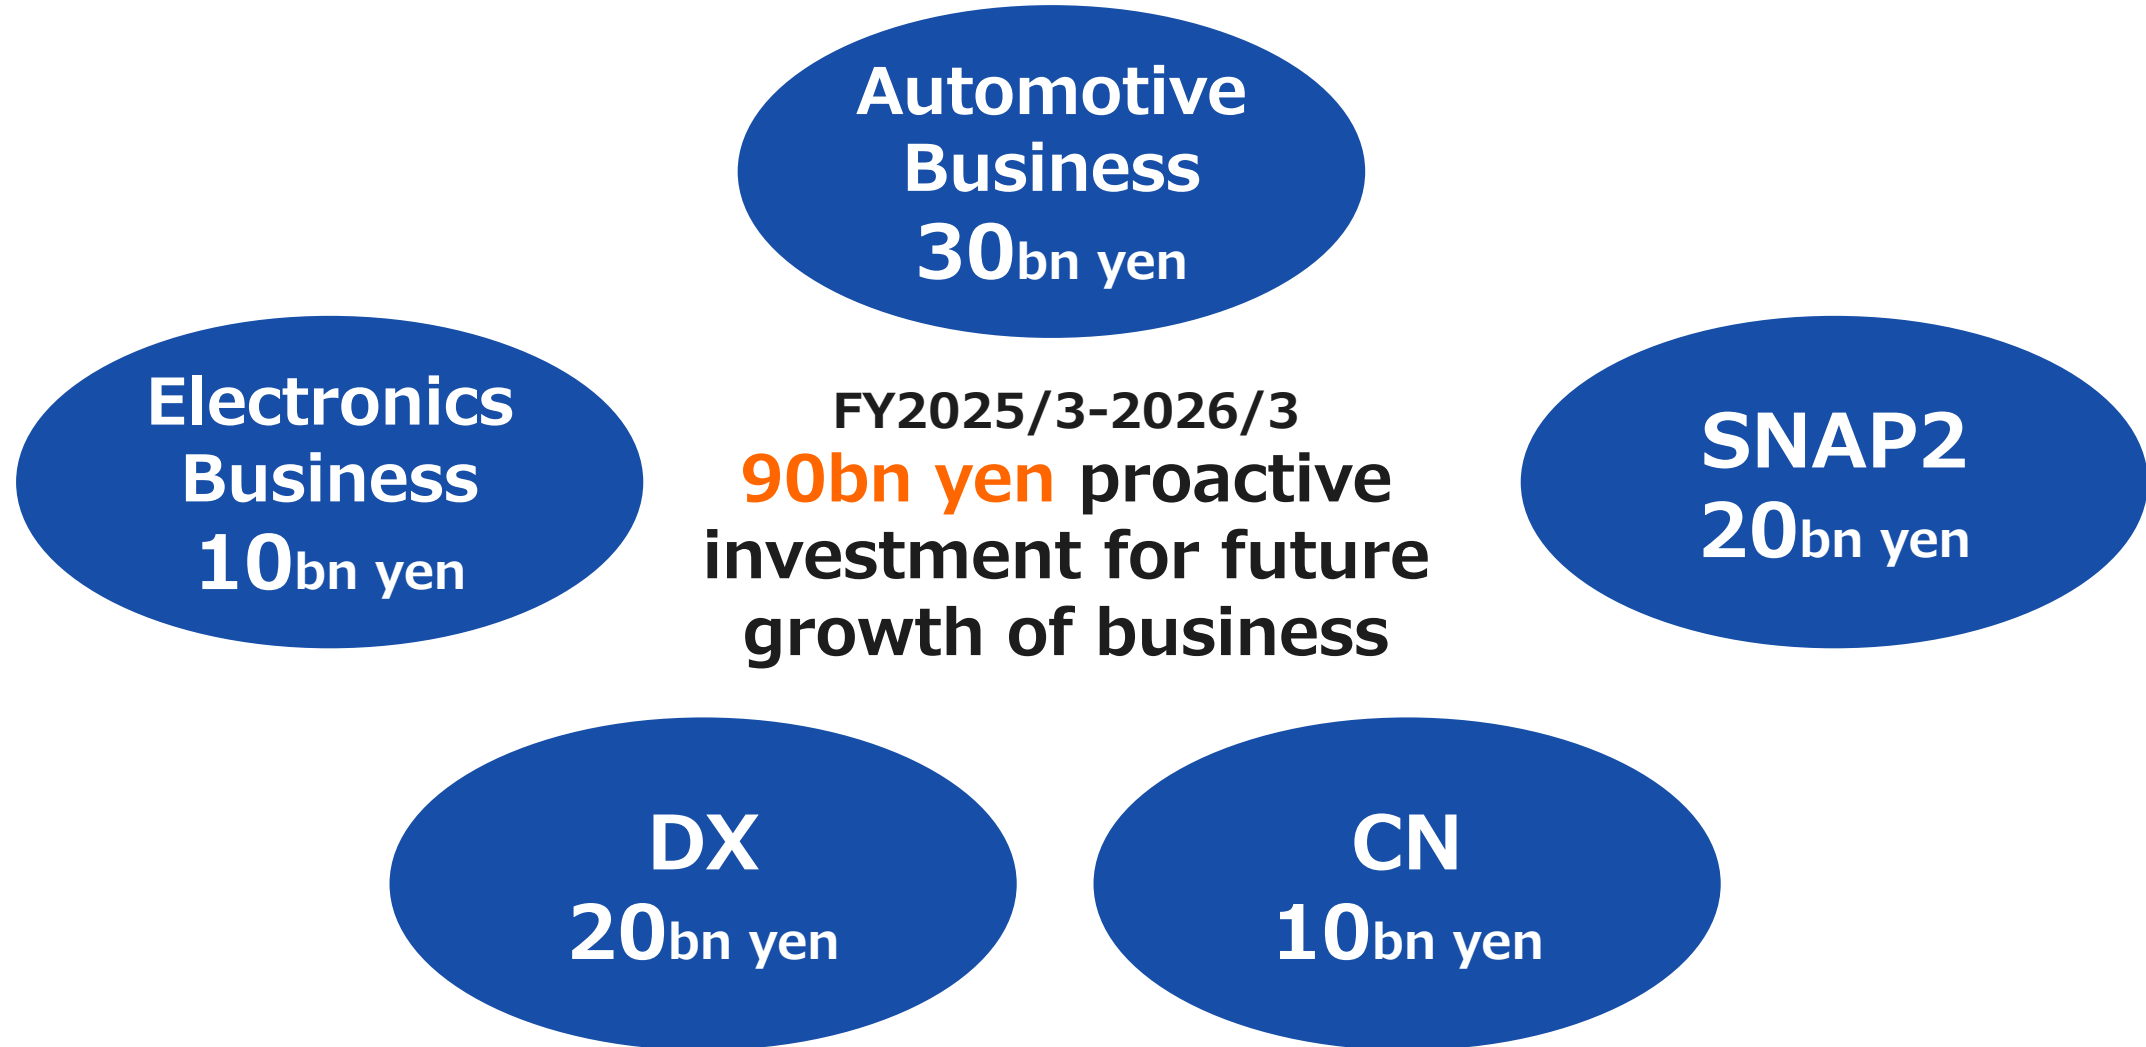 Automotive
Business
30bn yen
Electronics
Business
10bn yen
FY2025/3-2026/3
90bn yen proactive
investment for future
growth of business
SNAP2
20bn yen
DX
20bn yen
CN
10bn yen